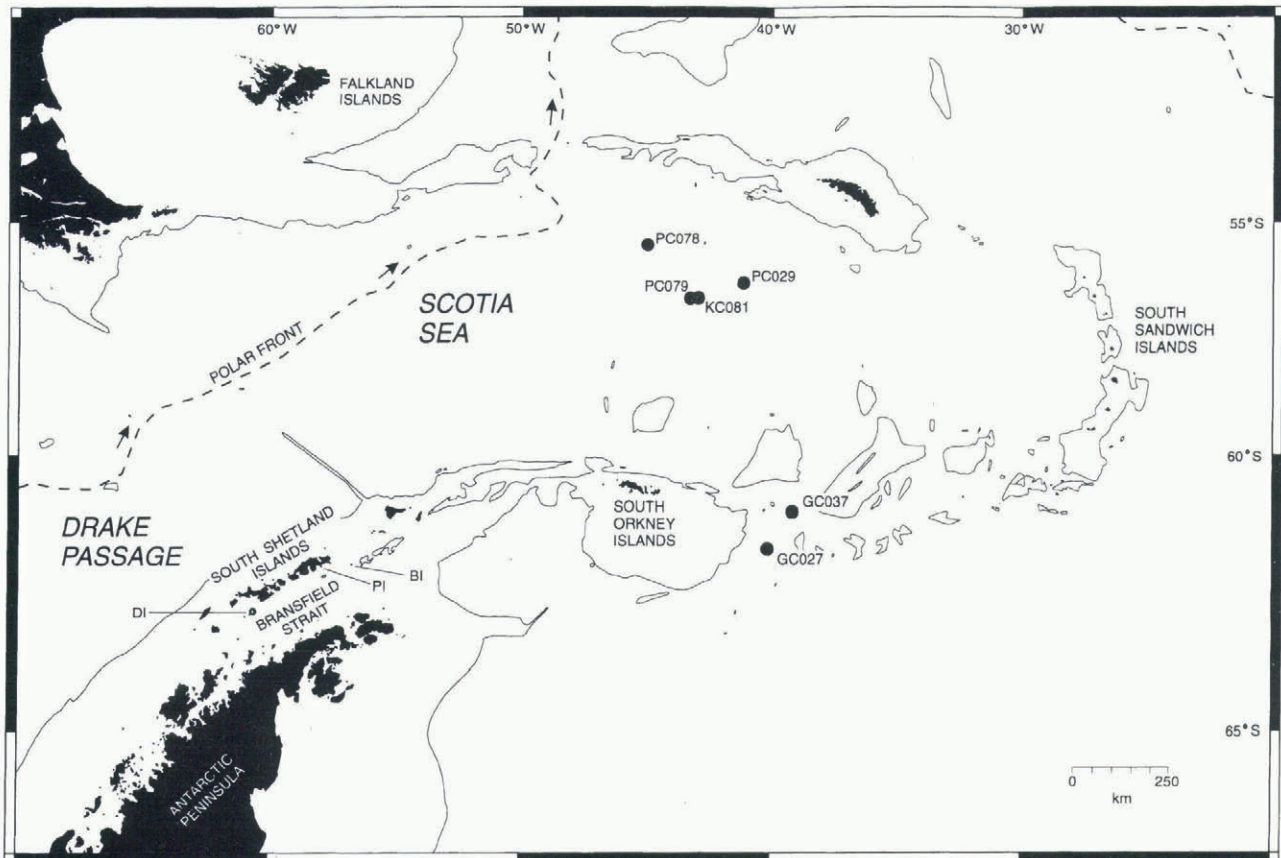 60°W
50°W
40°W
30°W
FALKLAND
ISLANDS
55°S
PC078
PC029
PC079
KC081
SCOTIA
SEA
SOUTH
SANDWICH
ISLANDS
POLAR FRONT
60°S
SOUTH
ORKNEY
ISLANDS
GC037
GC027
DRAKE
PASSAGE
SOUTH SHETLAND
ISLANDS
BI
PI
DI
BRANSFIELD
STRAIT
65°S
ANTARCTIC
PENINSULA
0 250
km